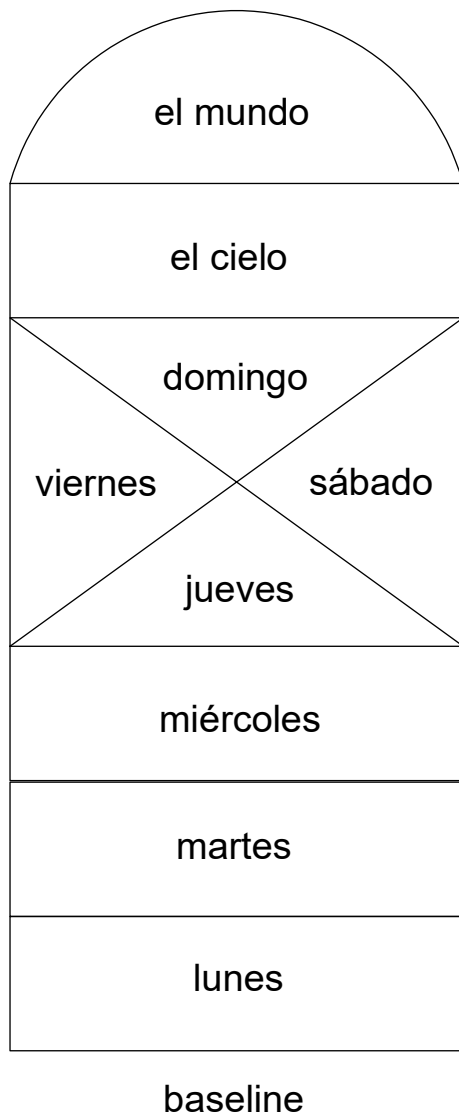 el mundo
el cielo
domingo
viernes
sábado
jueves
miércoles
martes
lunes
baseline